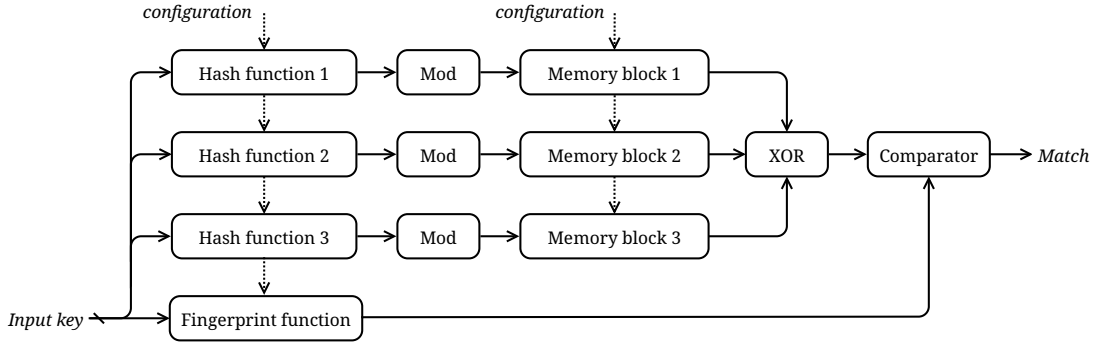 configuration
configuration
Hash function 1
Mod
Memory block 1
Hash function 2
Mod
Memory block 2
XOR
Comparator
Match
Hash function 3
Mod
Memory block 3
Input key
Fingerprint function